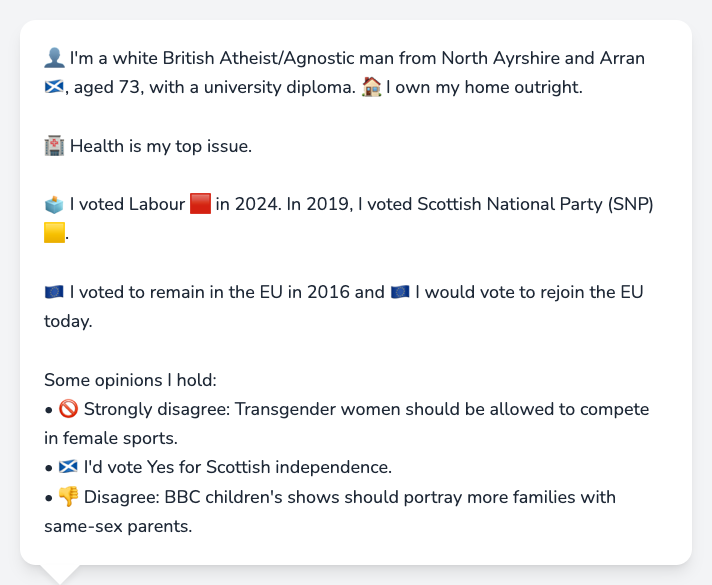 👤 I'm a white British Atheist/Agnostic man from North Ayrshire and Arran
🏴󠁧󠁢󠁳󠁣󠁴󠁿, aged 73, with a university diploma. 🏠 I own my home outright.
🏥 Health is my top issue.
🗳️ I voted Labour 🟥 in 2024. In 2019, I voted Scottish National Party (SNP)
🟨.
🇪🇺 I voted to remain in the EU in 2016 and 🇪🇺 I would vote to rejoin the EU
today.
Some opinions I hold:
• 🚫 Strongly disagree: Transgender women should be allowed to compete
in female sports.
• 🏴󠁧󠁢󠁳󠁣󠁴󠁿 I'd vote Yes for Scottish independence.
• 👎 Disagree: BBC children's shows should portray more families with
same-sex parents.